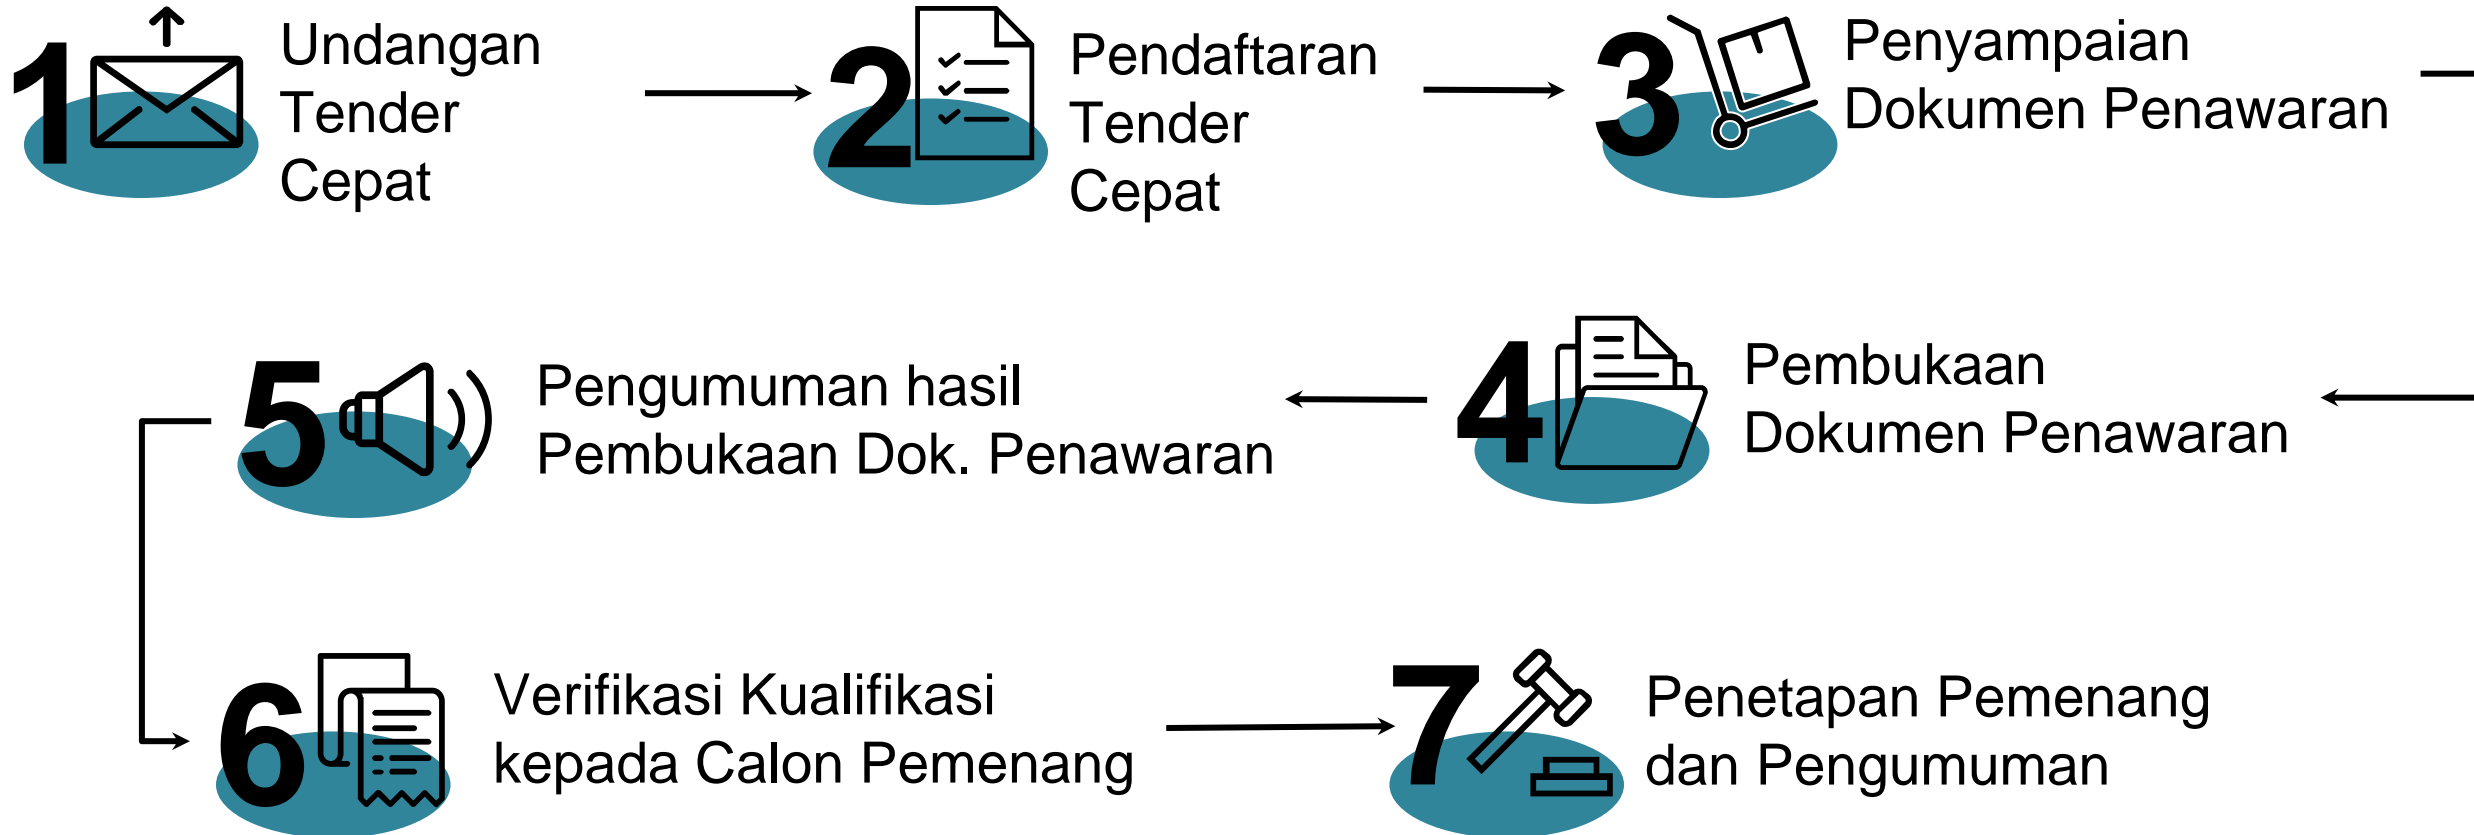 1
Undangan
Tender
Cepat
2
Pendaftaran
Tender
Cepat
3
Penyampaian
Dokumen Penawaran
4
Pembukaan
Dokumen Penawaran
5
Pengumuman hasil
Pembukaan Dok. Penawaran
6
Verifikasi Kualifikasi
kepada Calon Pemenang
7
Penetapan Pemenang
dan Pengumuman